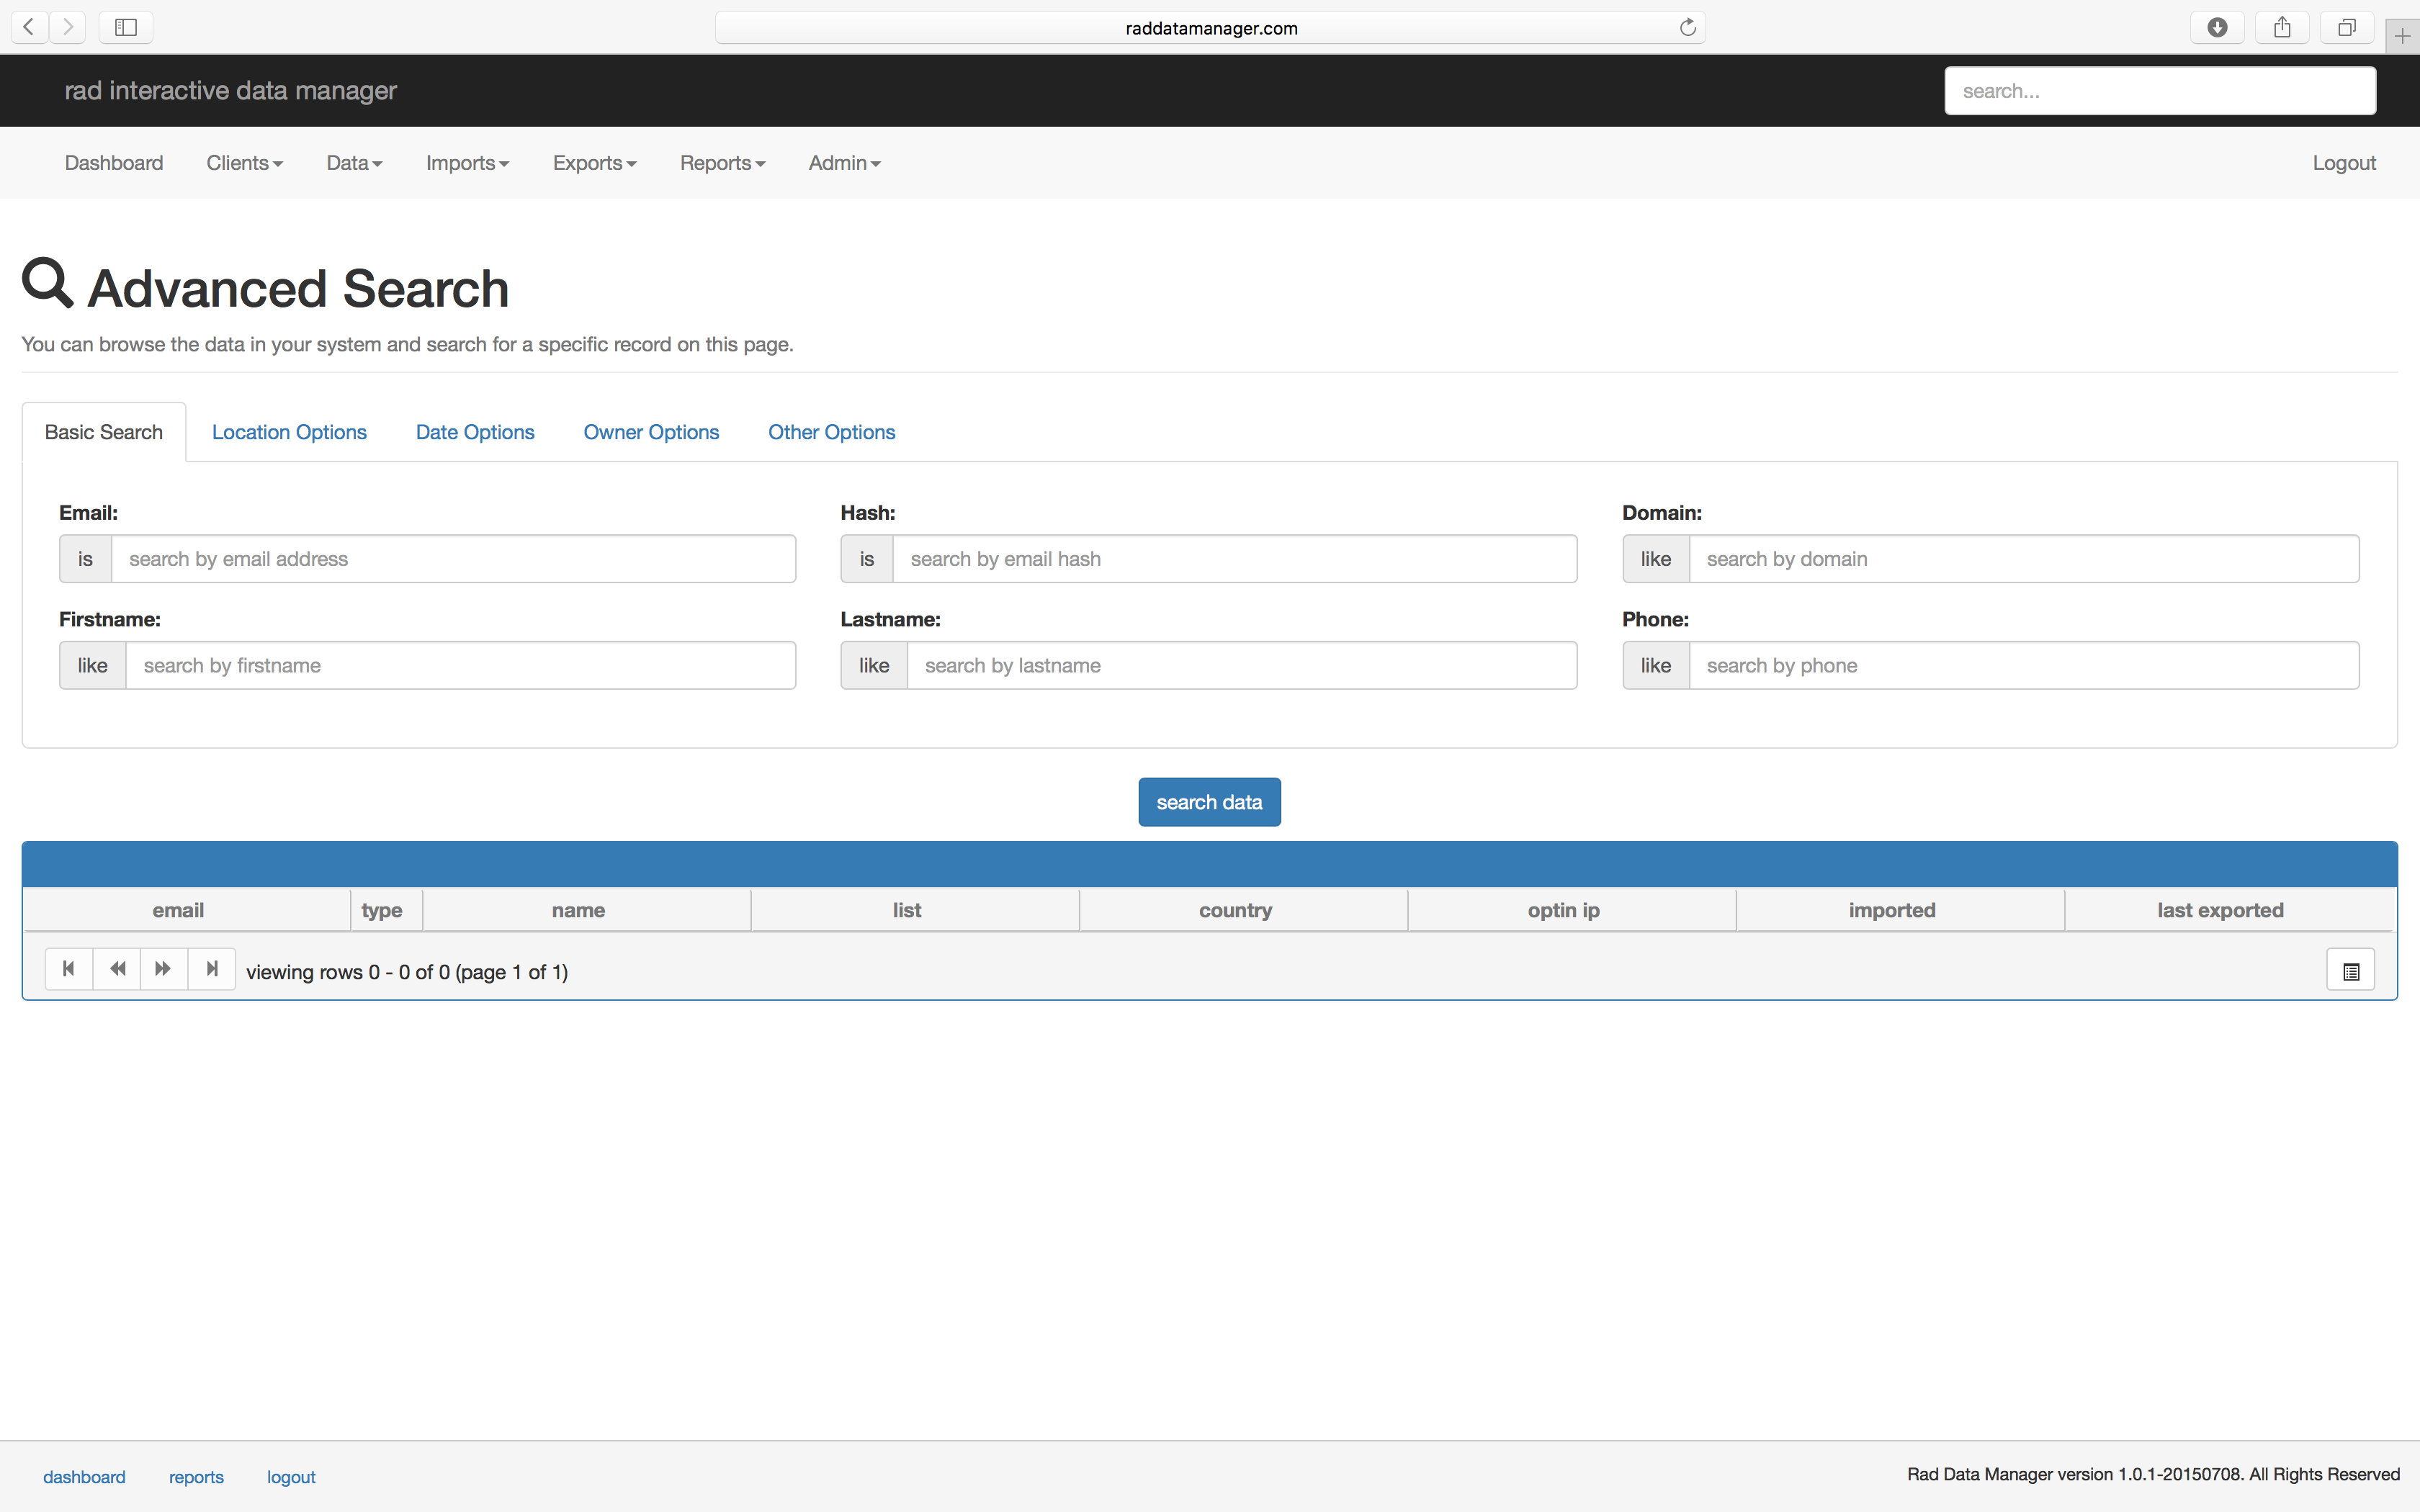 raddatamanager.com
rad interactive data manager
search...
Dashboard Clients Data Imports Exports Reports Admin Logout
Advanced Search
You can browse the data in your system and search for a specific record on this page.
Basic Search Location Options Date Options Owner Options Other Options
Email: Hash: Domain:
is search by email address is search by email hash like search by domain
Firstname: Lastname: Phone:
like search by firstname like search by lastname like search by phone
search data
email type name list country optin ip imported last exported
viewing rows 0 - 0 of 0 (page 1 of 1)
dashboard reports logout Rad Data Manager version 1.0.1-20150708. All Rights Reserved